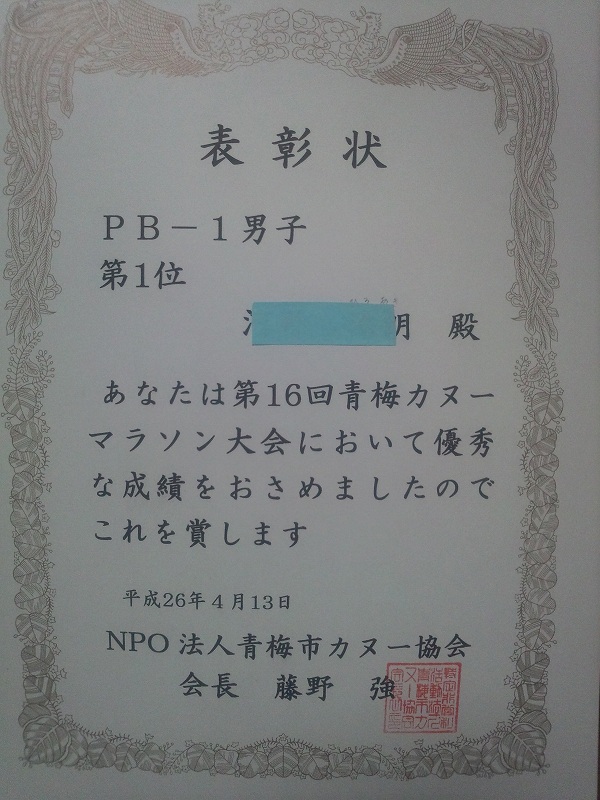 表彰状
PB－1男子
第1位
明 殿
あなたは第16回青梅カヌー
マラソン大会において優秀
な成績をおさめましたので
これを賞します
平成26年4月13日
NPO法人青梅市カヌー協会
会長 藤野 強